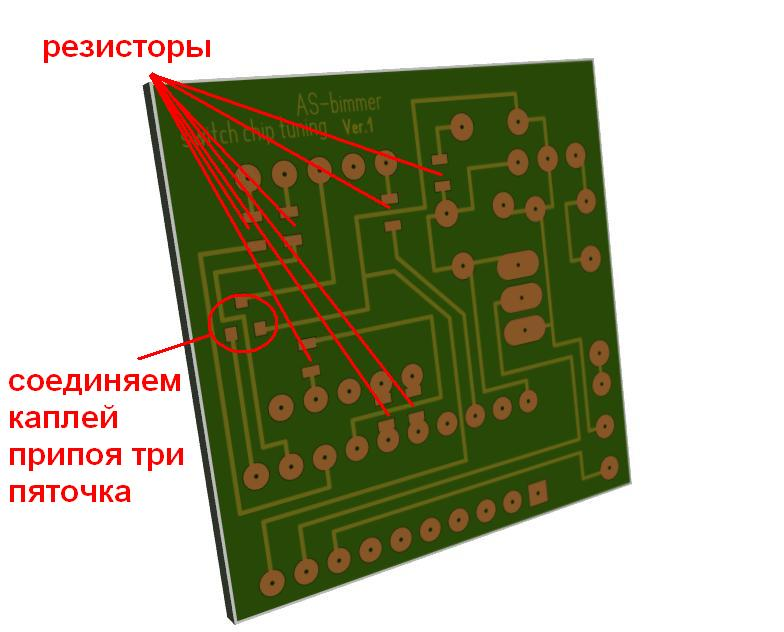 резисторы
AS-bimmer
switch chip tuning Ver.1
соединяем
каплей
припоя три
пяточка